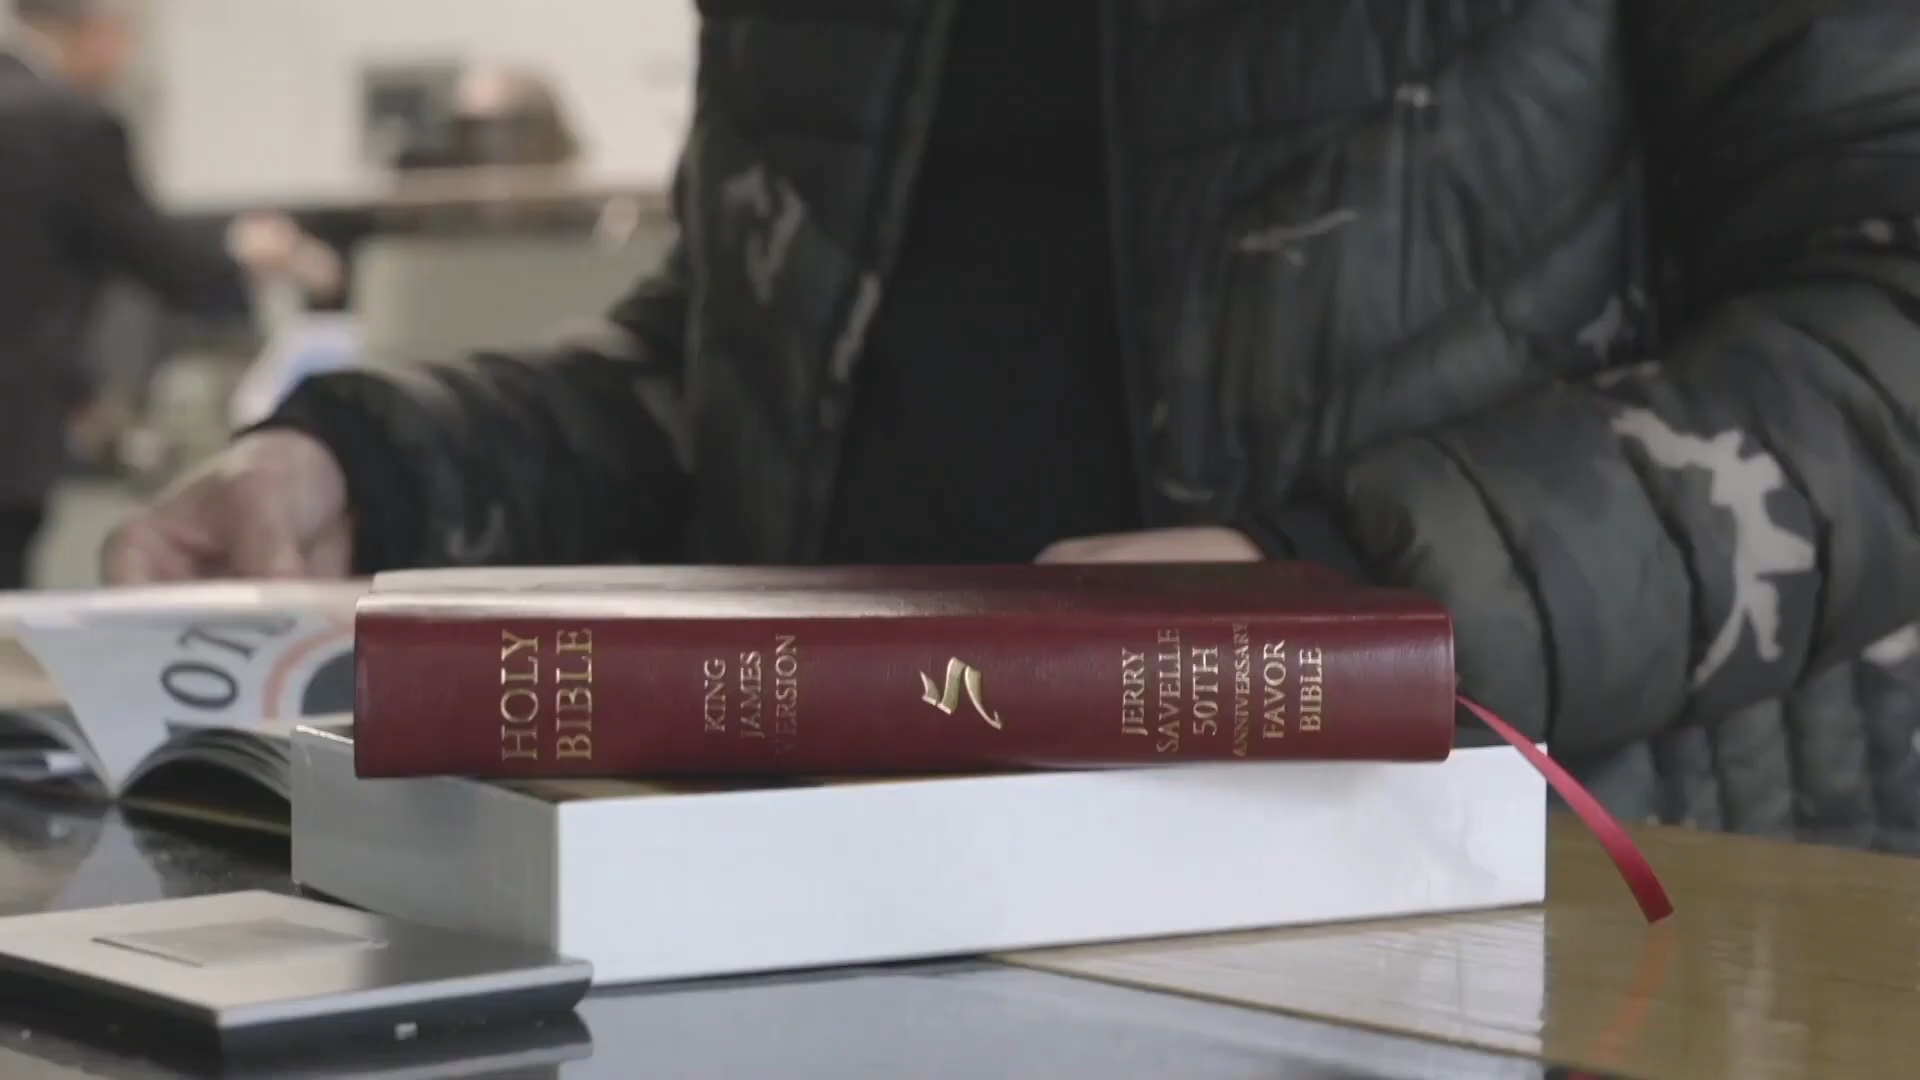 HOLY
BIBLE
KING
JAMES
VERSION
JERRY
SAVELLE
50TH
ANNIVERSARY
FAVOR
BIBLE